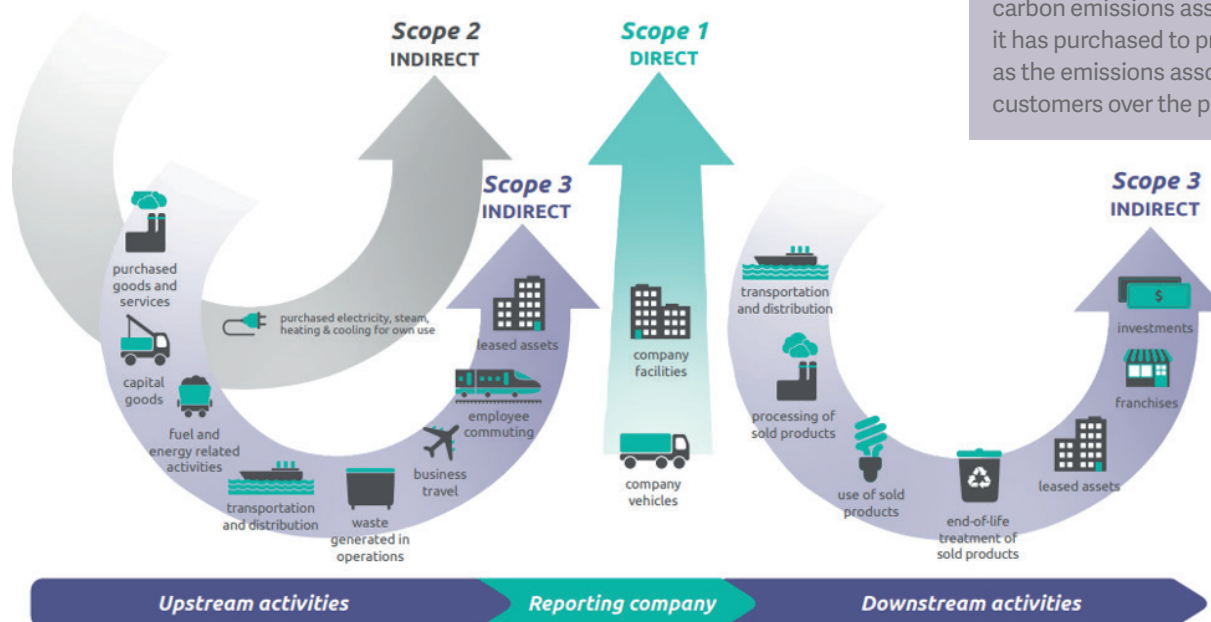 carbon emissions
it has purchased to
as the emissions
customers over the
Scope 2
INDIRECT
Scope 1
DIRECT
Scope 3
INDIRECT
Scope 3
INDIRECT
purchased
goods and
services
capital
goods
fuel and
energy related
activities
transportation
and distribution
waste
generated in
operations
business
travel
employee
commuting
leased assets
purchased electricity, steam,
heating & cooling for own use
company
facilities
company
vehicles
transportation
and distribution
processing of
sold products
use of sold
products
end-of-life
treatment of
sold products
leased assets
franchises
investments
$
Upstream activities
Reporting company
Downstream activities